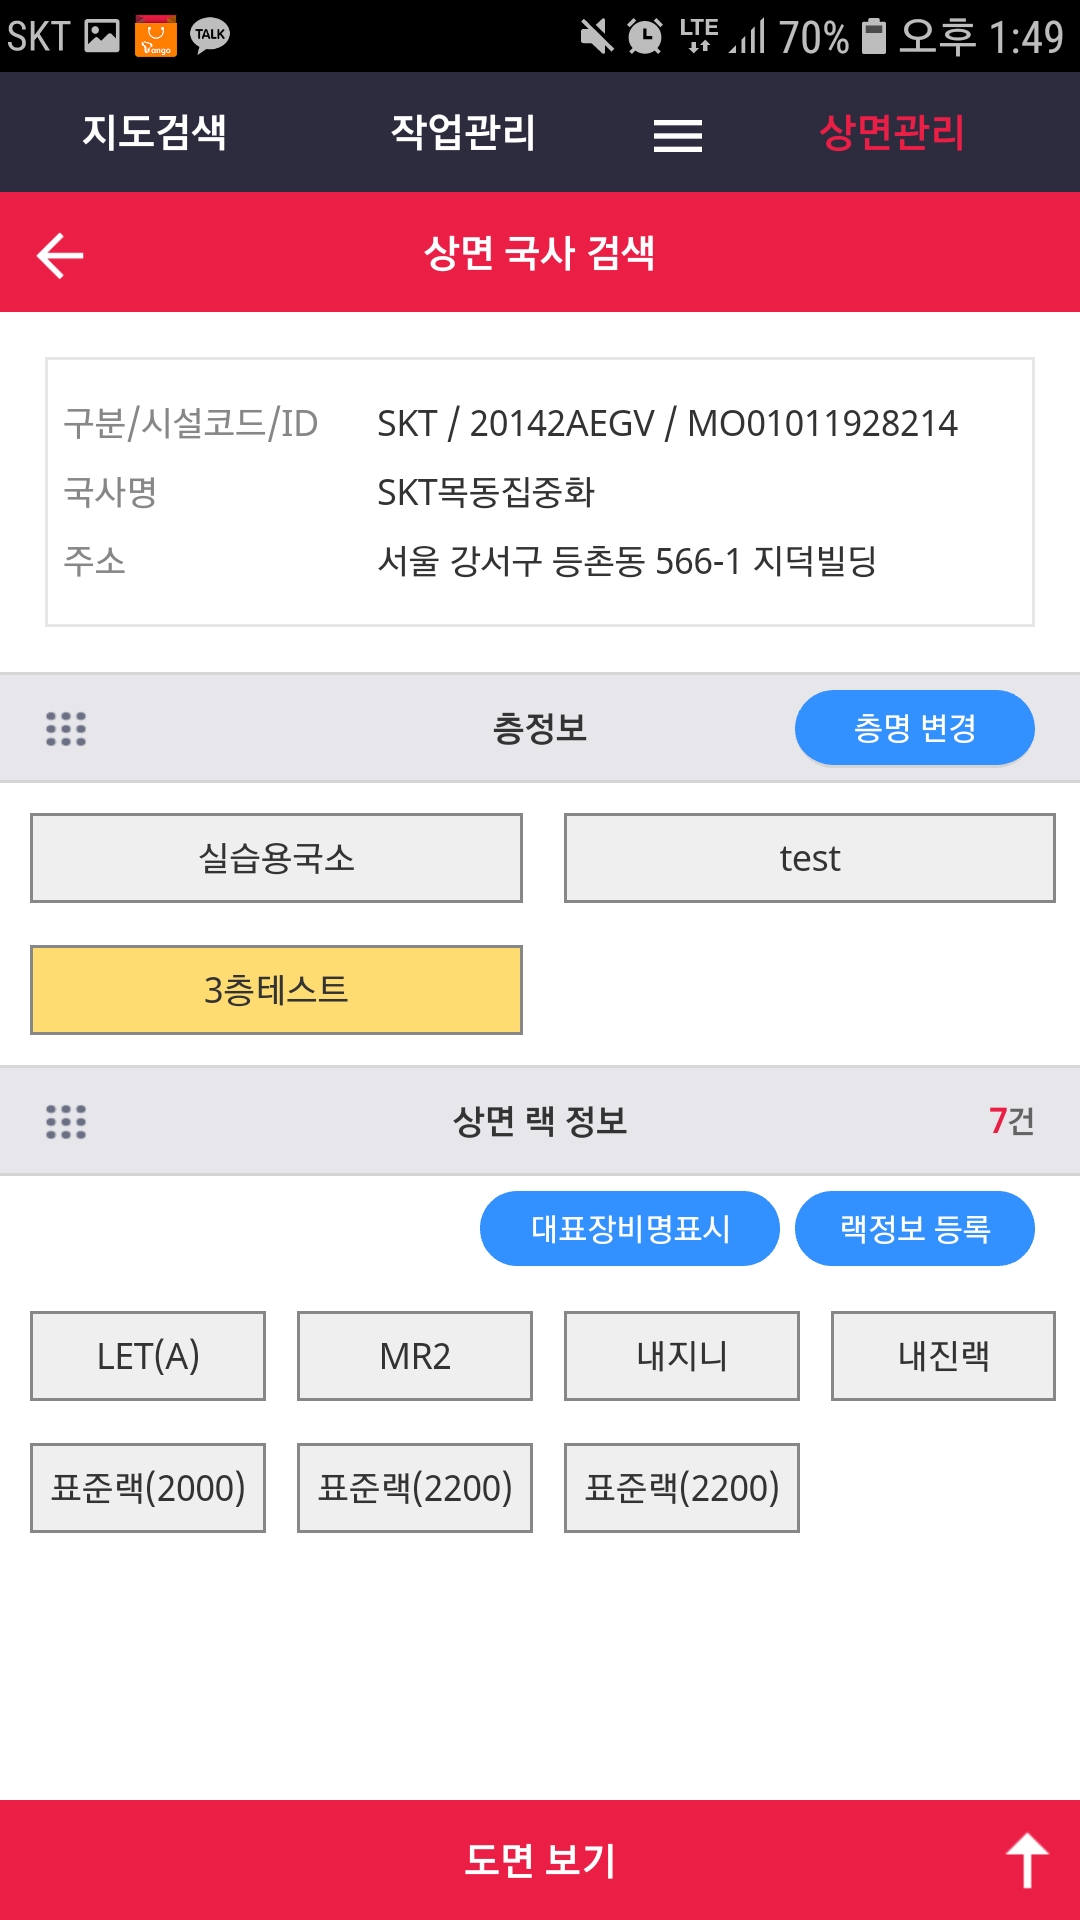 SKT Tango TALK LTE 70% 오후 1:49
지도검색 작업관리 상면관리
상면 국사 검색
구분/시설코드/ID SKT / 20142AEGV / MO01011928214
국사명 SKT목동집중화
주소 서울 강서구 등촌동 566-1 지덕빌딩
층정보 층명 변경
실습용국소 test
3층테스트
상면 랙 정보 7건
대표장비명표시 랙정보 등록
LET(A) MR2 내지니 내진랙
표준랙(2000) 표준랙(2200) 표준랙(2200)
도면 보기